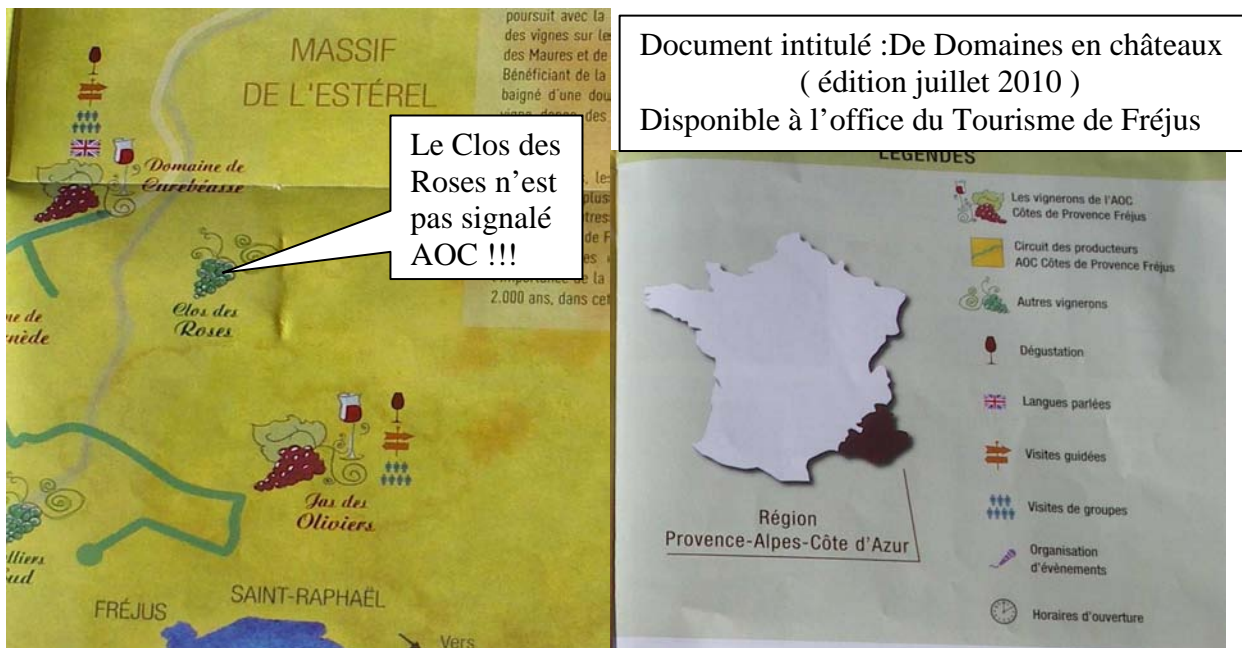 poursuit avec la
des vignes sur le
des Maures et de
Bénéficiant de la
baigné d'une dou
MASSIF
DE L'ESTÉREL
Document intitulé :De Domaines en châteaux
( édition juillet 2010 )
Disponible à l'office du Tourisme de Fréjus
Le Clos des
Roses n'est
pas signalé
AOC !!!
Domaine de
Curebéasse
2.000 ans, dans cet
Clos des
Roses
Jas des
Oliviers
FRÉJUS
SAINT-RAPHAËL
Vers
LÉGENDES
Les vignerons de l'AOC
Côtes de Provence Fréjus
Circuit des producteurs
AOC Côtes de Provence Fréjus
Autres vignerons
Dégustation
Langues parlées
Visites guidées
Visites de groupes
Organisation
d'évènements
Horaires d'ouverture
Région
Provence-Alpes-Côte d'Azur